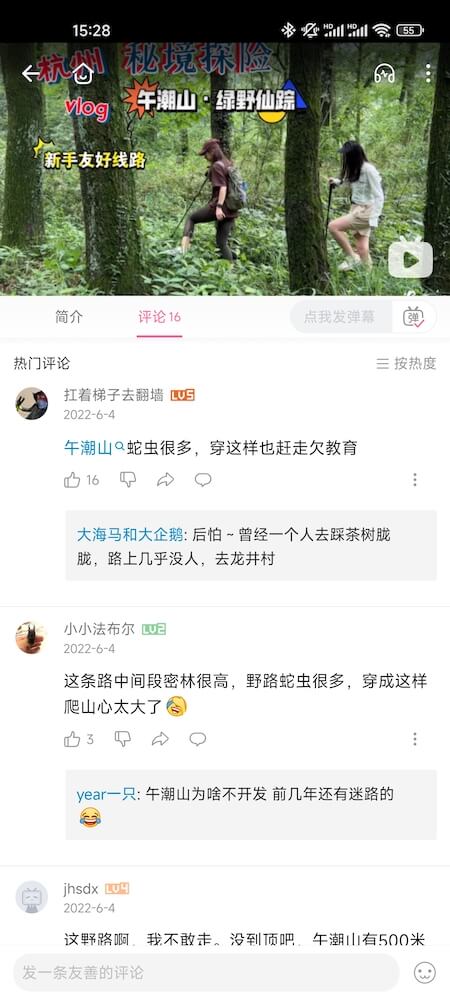 15:28
HD
HD
55
杭州 秘境探险
vlog
午潮山·绿野仙踪
新手友好线路
简介
评论 16
点我发弹幕
弹
热门评论
按热度
扛着梯子去翻墙 LV5
2022-6-4
午潮山蛇虫很多，穿这样也赶走欠教育
16
大海马和大企鹅: 后怕 ~ 曾经一个人去踩茶树胧
胧，路上几乎没人，去龙井村
小小法布尔 LV2
2022-6-4
这条路中间段密林很高，野路蛇虫很多，穿成这样
爬山心太大了
3
year一只: 午潮山为啥不开发 前几年还有迷路的
jhsdx LV4
2022-6-4
这野路啊，我不敢走。没到顶吧，午潮山有500米
发一条友善的评论